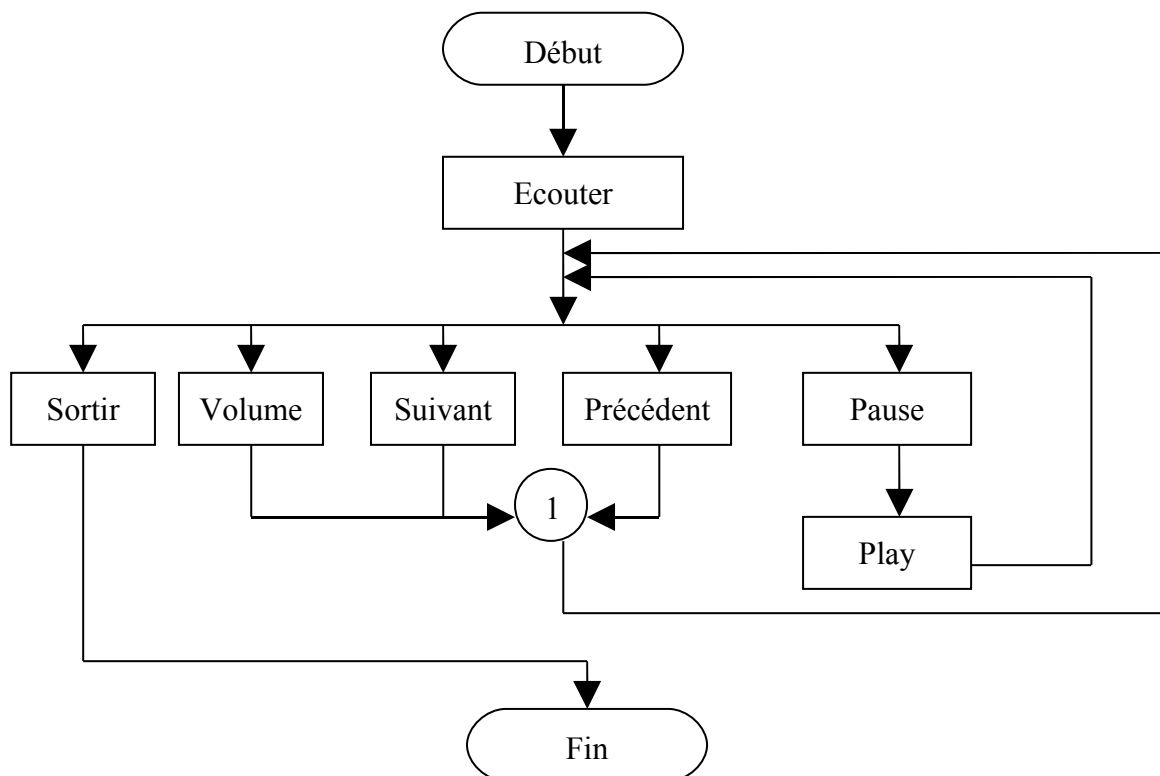 Début
Ecouter
Sortir
Volume
Suivant
Précédent
Pause
1
Play
Fin